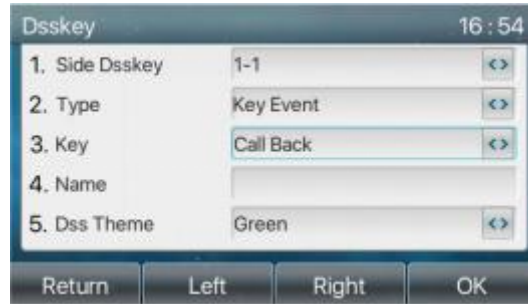 Dsskey 16:54
1. Side Dsskey 1-1
2. Type Key Event
3. Key Call Back
4. Name
5. Dss Theme Green
Return Left Right OK